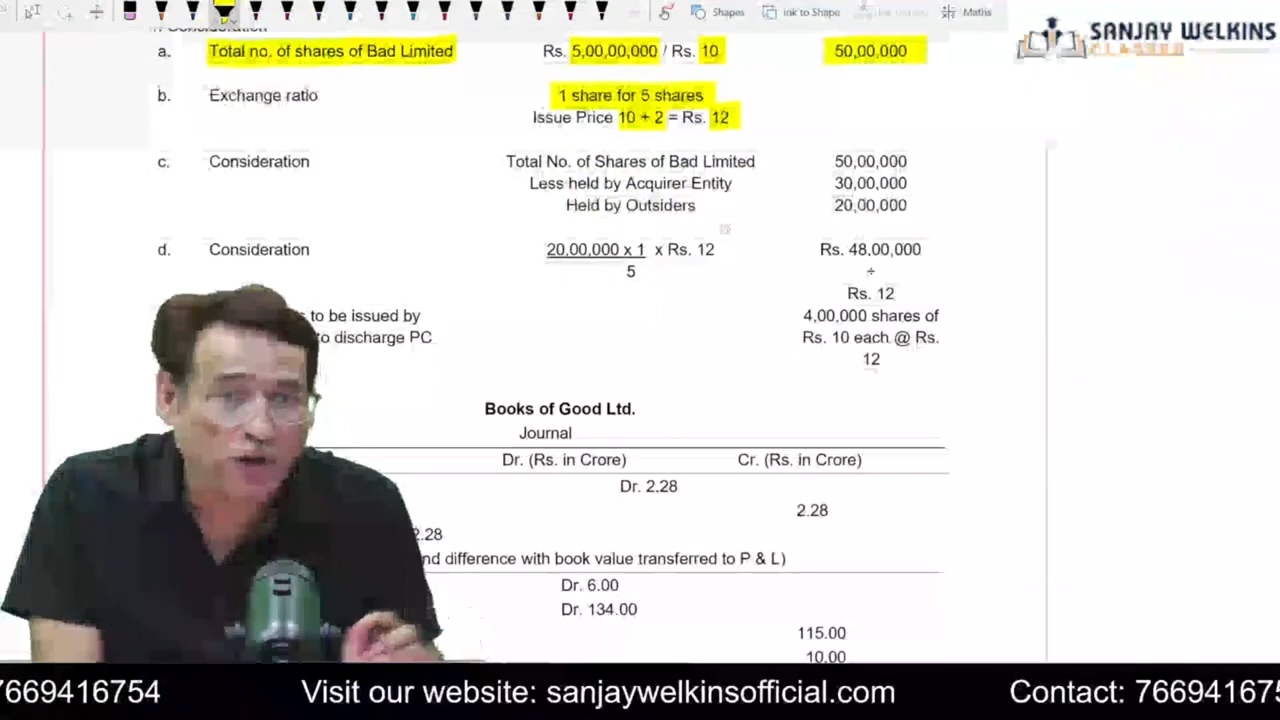 Shapes Ink to Shape Maths
SANJAY WELKINS
a. Total no. of shares of Bad Limited Rs. 5,00,00,000 / Rs. 10 50,00,000
b. Exchange ratio 1 share for 5 shares
Issue Price 10 + 2 = Rs. 12
c. Consideration Total No. of Shares of Bad Limited 50,00,000
Less held by Acquirer Entity 30,00,000
Held by Outsiders 20,00,000
d. Consideration 20,00,000 x 1 x Rs. 12 Rs. 48,00,000
5 ÷
Rs. 12
to be issued by 4,00,000 shares of
to discharge PC Rs. 10 each @ Rs.
12
Books of Good Ltd.
Journal
Dr. (Rs. in Crore) Cr. (Rs. in Crore)
Dr. 2.28
2.28
2.28
nd difference with book value transferred to P & L)
Dr. 6.00
Dr. 134.00
115.00
10.00
7669416754 Visit our website: sanjaywelkinsofficial.com Contact: 766941675